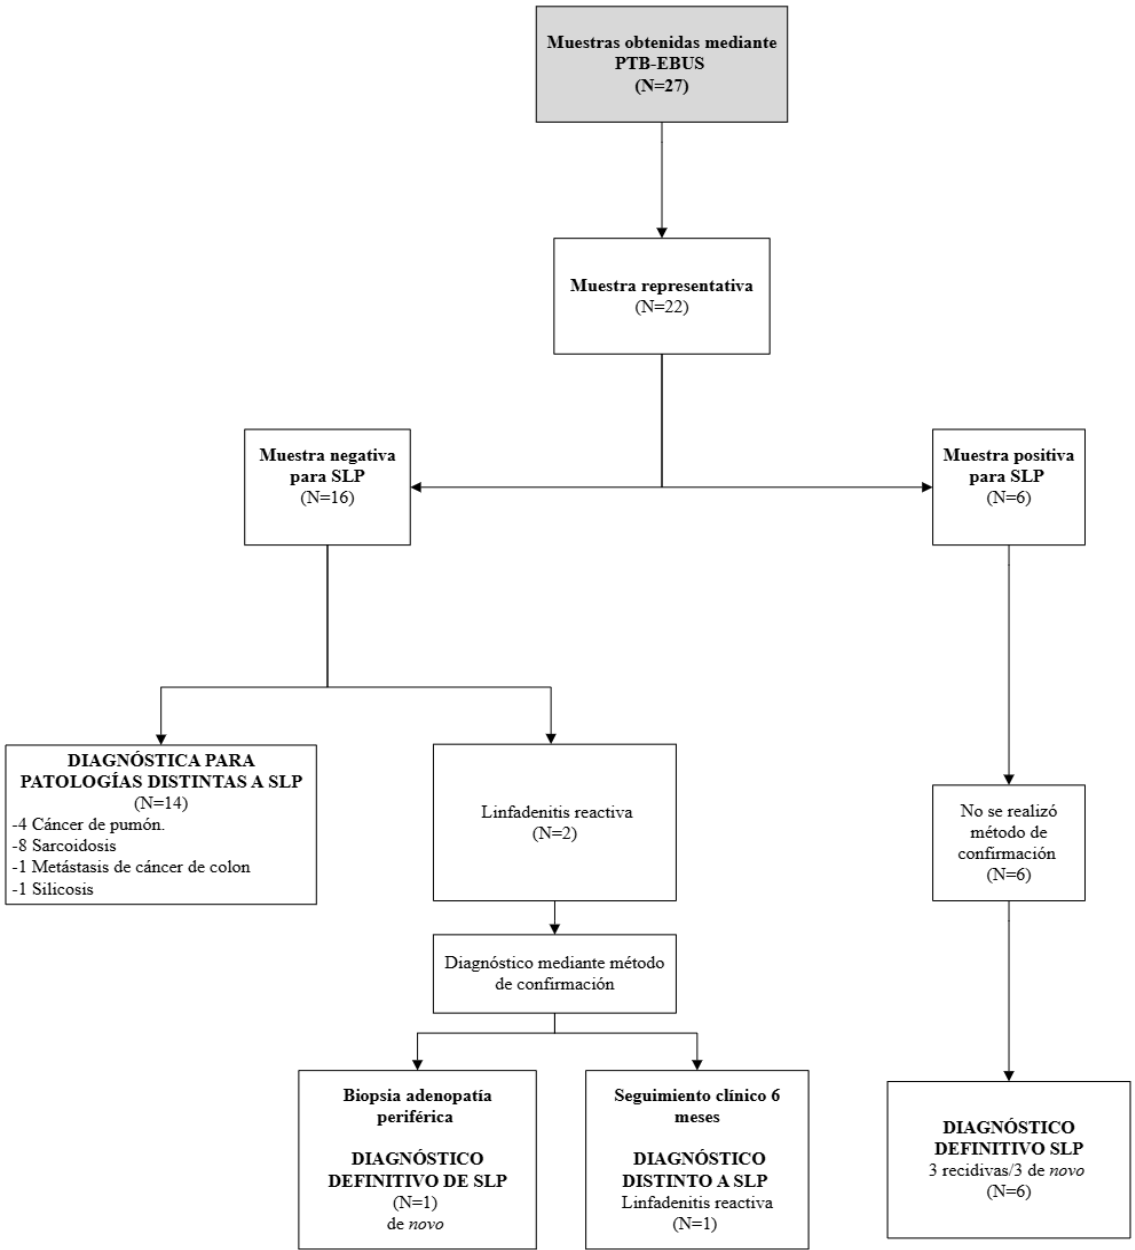 Muestras obtenidas mediante
PTB-EBUS
(N=27)
Muestra representativa
(N=22)
Muestra negativa
para SLP
(N=16)
Muestra positiva
para SLP
(N=6)
DIAGNÓSTICA PARA
PATOLOGÍAS DISTINTAS A SLP
(N=14)
-4 Cáncer de pumón.
-8 Sarcoidosis
-1 Metástasis de cáncer de colon
-1 Silicosis
Linfadenitis reactiva
(N=2)
No se realizó
método de
confirmación
(N=6)
Diagnóstico mediante método
de confirmación
Biopsia adenopatía
periférica
DIAGNÓSTICO
DEFINITIVO DE SLP
(N=1)
de novo
Seguimiento clínico 6
meses
DIAGNÓSTICO
DISTINTO A SLP
Linfadenitis reactiva
(N=1)
DIAGNÓSTICO
DEFINITIVO SLP
3 recidivas/3 de novo
(N=6)